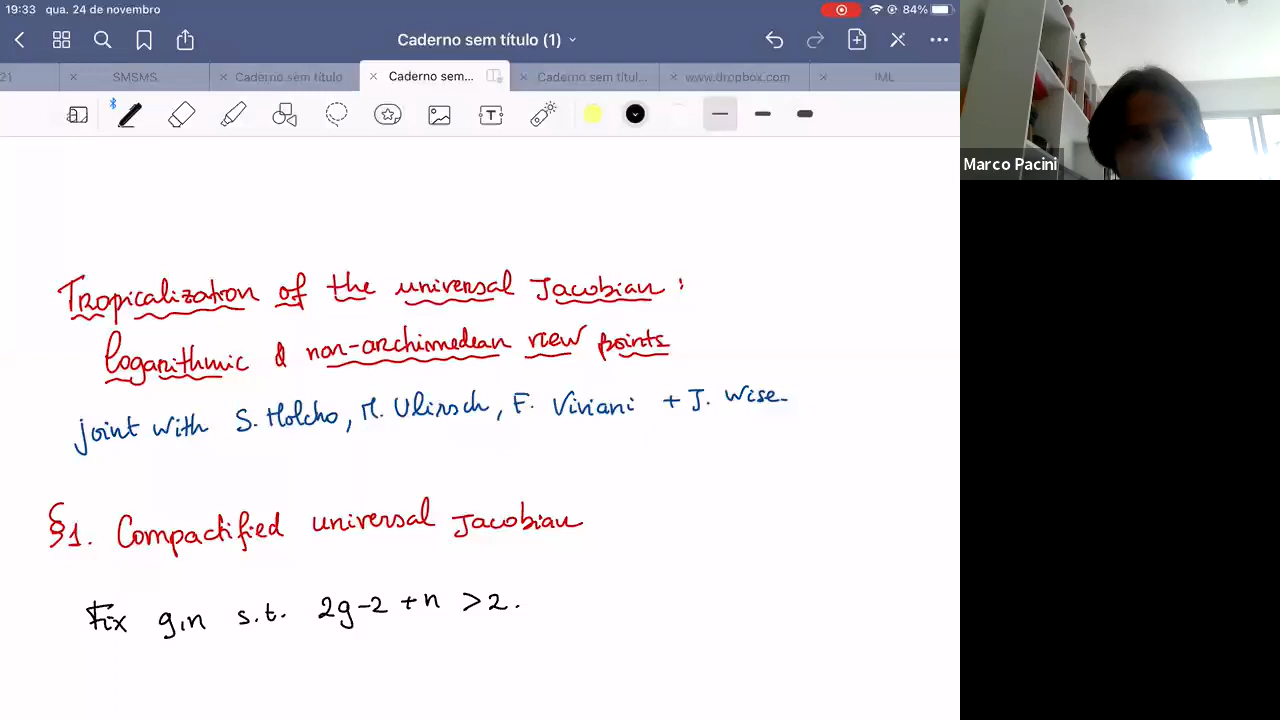 19:33 qua. 24 de novembro
84%
Caderno sem título (1)
21
SMSMS.
Caderno sem título
Caderno sem...
Caderno sem títul...
www.dropbox.com
IML
Marco Pacini
Tropicalization of the universal Jacobian :
logarithmic & non-archimedean view points
joint with S. Molcho, M. Ulirsch, F. Viviani + J. Wise
§1. Compactified universal Jacobian
Fix g,n s.t. 2g-2+n >2.